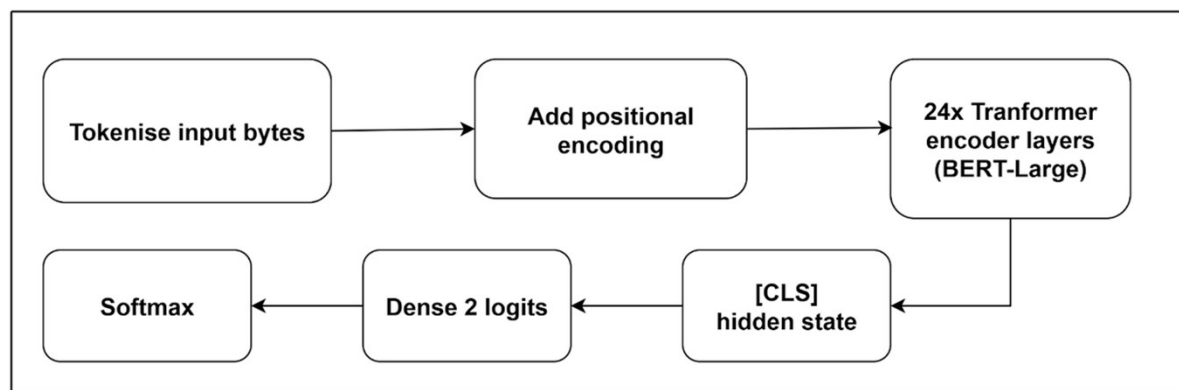 Tokenise input bytes
Add positional
encoding
24x Tranformer
encoder layers
(BERT-Large)
[CLS]
hidden state
Dense 2 logits
Softmax